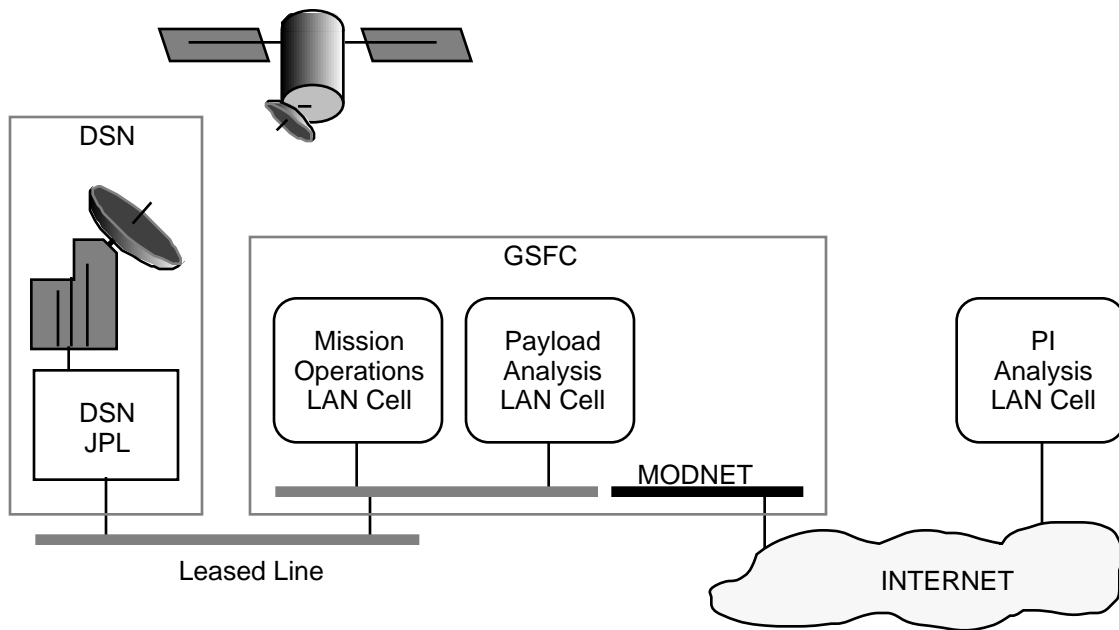 DSN
GSFC
Mission
Operations
LAN Cell
Payload
Analysis
LAN Cell
PI
Analysis
LAN Cell
DSN
JPL
MODNET
Leased Line
INTERNET